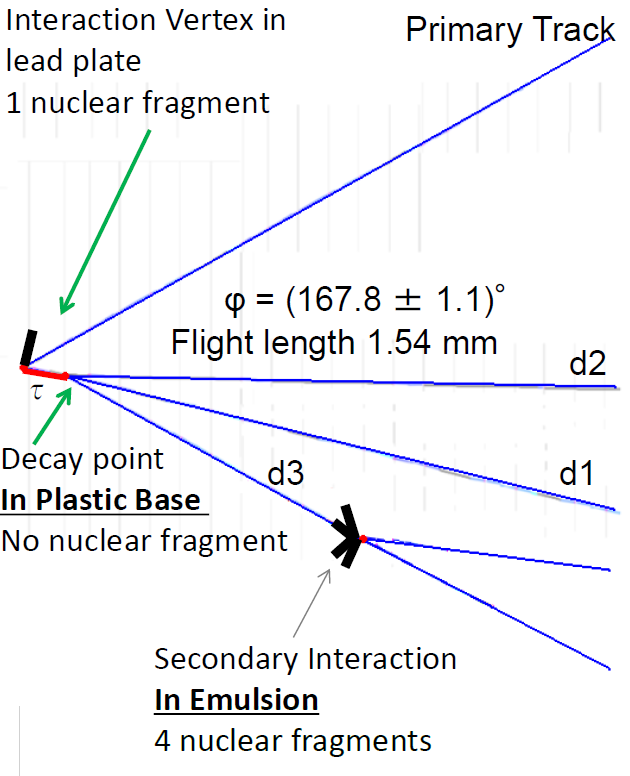 Interaction Vertex in
lead plate
1 nuclear fragment
Primary Track
φ = (167.8 ± 1.1)°
Flight length 1.54 mm
d2
τ
Decay point
In Plastic Base
No nuclear fragment
d3
d1
Secondary Interaction
In Emulsion
4 nuclear fragments